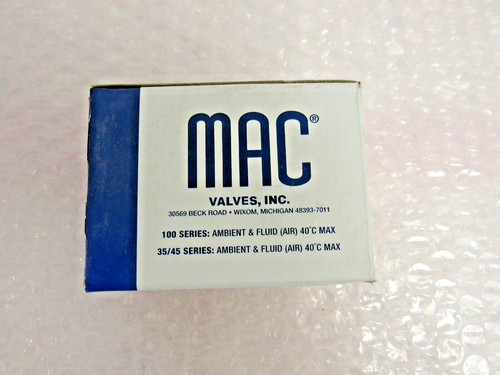 MAC®
VALVES, INC.
30569 BECK ROAD • WIXOM, MICHIGAN 48393-7011
100 SERIES: AMBIENT & FLUID (AIR) 40°C MAX
35/45 SERIES: AMBIENT & FLUID (AIR) 40°C MAX